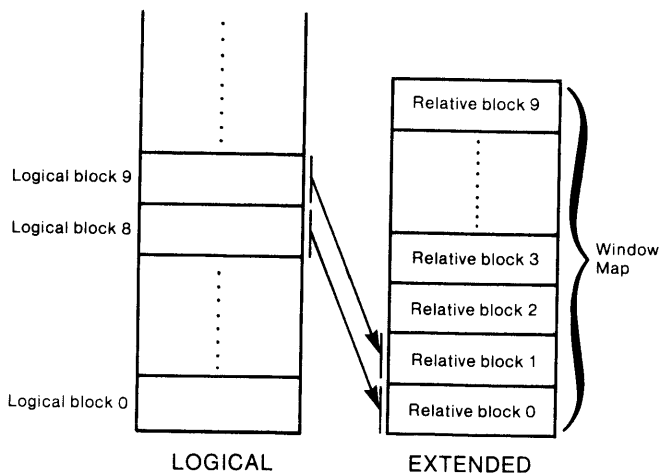 Logical block 9
Logical block 8
Logical block 0
LOGICAL
Relative block 9
Relative block 3
Relative block 2
Relative block 1
Relative block 0
EXTENDED
Window
Map